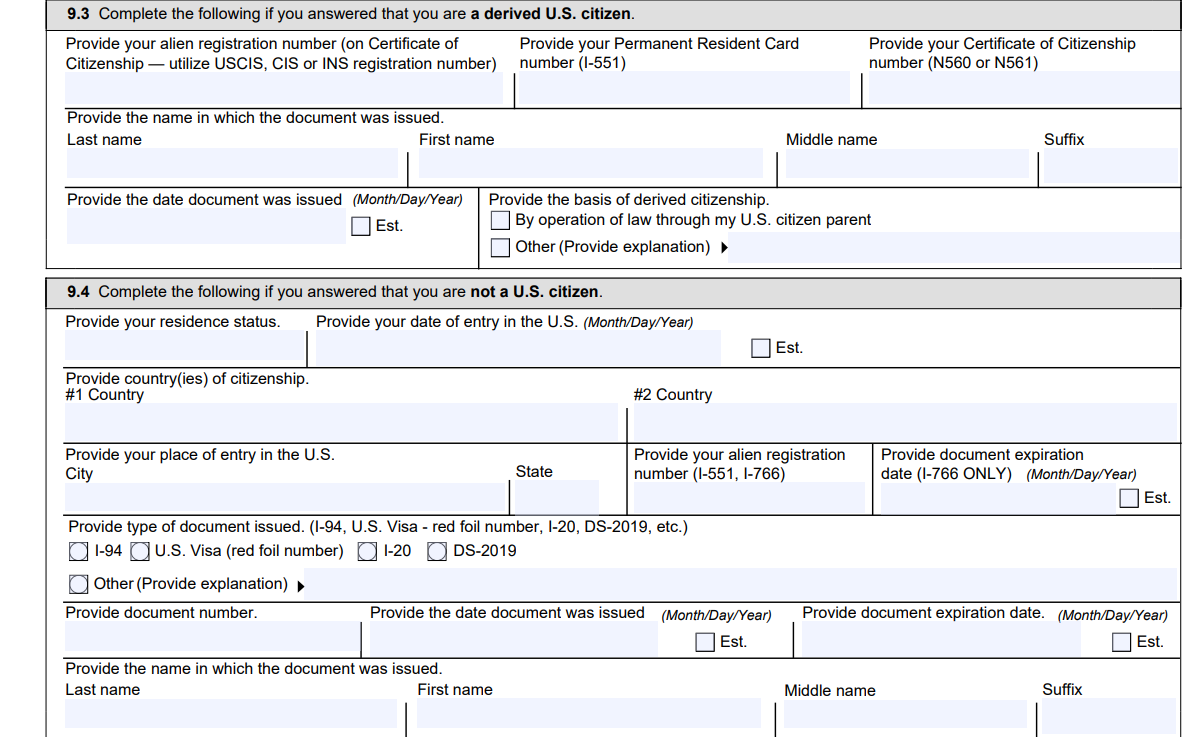 9.3 Complete the following if you answered that you are a derived U.S. citizen.
Provide your alien registration number (on Certificate of Citizenship — utilize USCIS, CIS or INS registration number)
Provide your Permanent Resident Card number (I-551)
Provide your Certificate of Citizenship number (N560 or N561)
Provide the name in which the document was issued.
Last name First name Middle name Suffix
Provide the date document was issued (Month/Day/Year)
Est.
Provide the basis of derived citizenship.
By operation of law through my U.S. citizen parent
Other (Provide explanation)
9.4 Complete the following if you answered that you are not a U.S. citizen.
Provide your residence status. Provide your date of entry in the U.S. (Month/Day/Year)
Est.
Provide country(ies) of citizenship.
#1 Country #2 Country
Provide your place of entry in the U.S.
City State
Provide your alien registration number (I-551, I-766)
Provide document expiration date (I-766 ONLY) (Month/Day/Year)
Est.
Provide type of document issued. (I-94, U.S. Visa - red foil number, I-20, DS-2019, etc.)
I-94 U.S. Visa (red foil number) I-20 DS-2019
Other (Provide explanation)
Provide document number. Provide the date document was issued (Month/Day/Year) Provide document expiration date. (Month/Day/Year)
Est. Est.
Provide the name in which the document was issued.
Last name First name Middle name Suffix